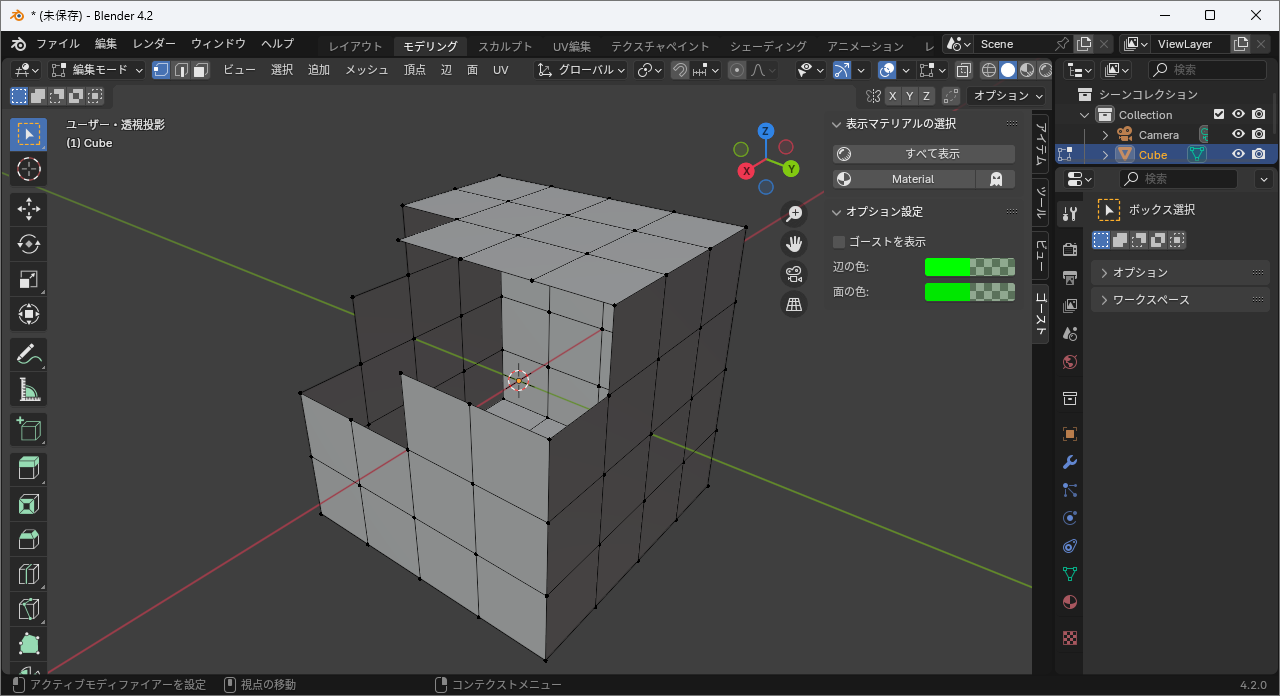 * (未保存) - Blender 4.2
ファイル 編集 レンダー ウィンドウ ヘルプ レイアウト モデリング スカルプト UV編集 テクスチャペイント シェーディング アニメーション レ Scene ViewLayer
編集モード ビュー 選択 追加 メッシュ 頂点 辺 面 UV グローバル 検索
X Y Z オプション
シーンコレクション
Collection
Camera
Cube
ユーザー・透視投影
(1) Cube
Z
Y
X
表示マテリアルの選択
すべて表示
Material
オプション設定
ゴーストを表示
辺の色:
面の色:
アイテム
ツール
ビュー
ゴースト
検索
ボックス選択
オプション
ワークスペース
アクティブモディファイアーを設定 視点の移動 コンテクストメニュー 4.2.0